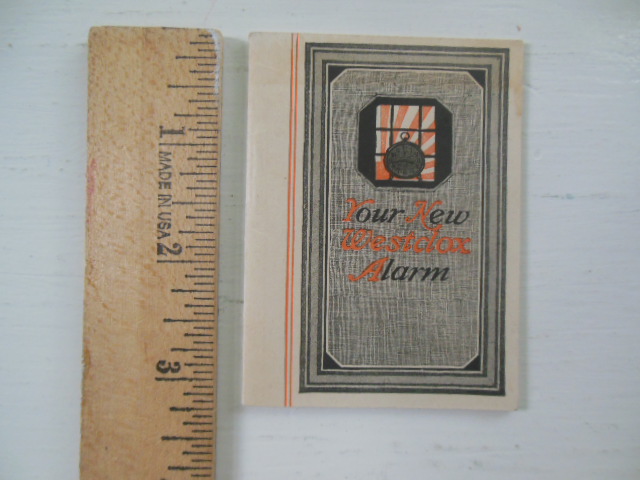 1
MADE IN USA
2
3
Your New
Westclox
Alarm